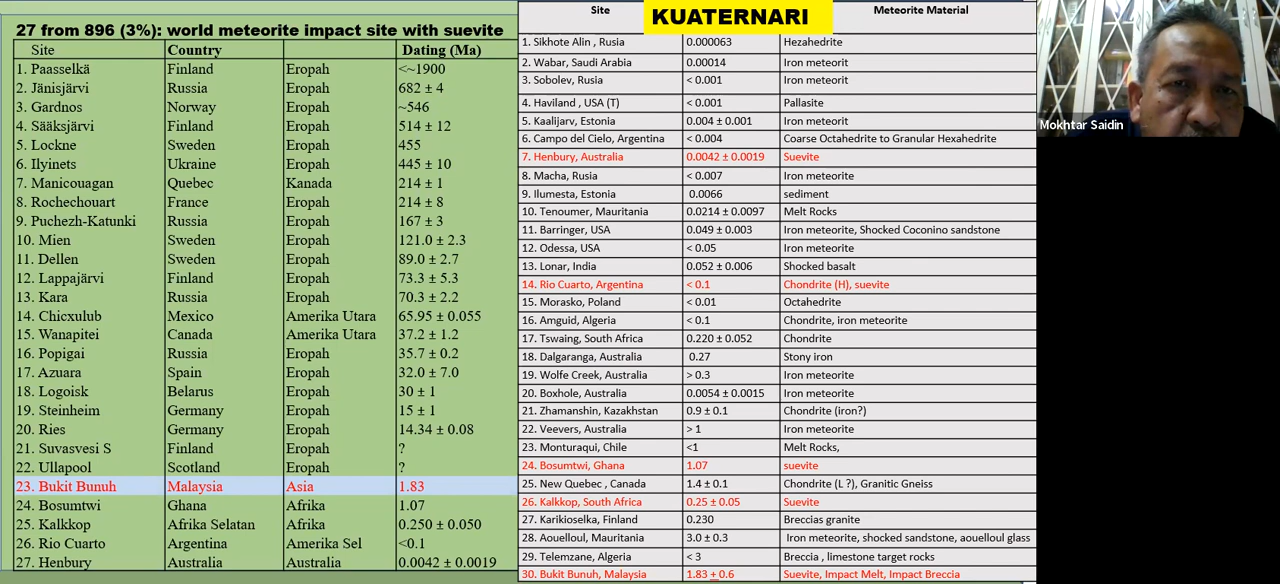 27 from 896 (3%): world meteorite impact site with suevite
Site Country Dating (Ma)
1. Paasselkä Finland Eropah <~1900
2. Jänisjärvi Russia Eropah 682 ± 4
3. Gardnos Norway Eropah ~546
4. Sääksjärvi Finland Eropah 514 ± 12
5. Lockne Sweden Eropah 455
6. Ilyinets Ukraine Eropah 445 ± 10
7. Manicouagan Quebec Kanada 214 ± 1
8. Rochechouart France Eropah 214 ± 8
9. Puchezh-Katunki Russia Eropah 167 ± 3
10. Mien Sweden Eropah 121.0 ± 2.3
11. Dellen Sweden Eropah 89.0 ± 2.7
12. Lappajärvi Finland Eropah 73.3 ± 5.3
13. Kara Russia Eropah 70.3 ± 2.2
14. Chicxulub Mexico Amerika Utara 65.95 ± 0.055
15. Wanapitei Canada Amerika Utara 37.2 ± 1.2
16. Popigai Russia Eropah 35.7 ± 0.2
17. Azuara Spain Eropah 32.0 ± 7.0
18. Logoisk Belarus Eropah 30 ± 1
19. Steinheim Germany Eropah 15 ± 1
20. Ries Germany Eropah 14.34 ± 0.08
21. Suvasvesi S Finland Eropah ?
22. Ullapool Scotland Eropah ?
23. Bukit Bunuh Malaysia Asia 1.83
24. Bosumtwi Ghana Afrika 1.07
25. Kalkkop Afrika Selatan Afrika 0.250 ± 0.050
26. Rio Cuarto Argentina Amerika Sel <0.1
27. Henbury Australia Australia 0.0042 ± 0.0019
KUATERNARI
Site Meteorite Material
1. Sikhote Alin , Rusia 0.000063 Hezahedrite
2. Wabar, Saudi Arabia 0.00014 Iron meteorit
3. Sobolev, Rusia < 0.001 Iron meteorit
4. Haviland , USA (T) < 0.001 Pallasite
5. Kaalijarv, Estonia 0.004 ± 0.001 Iron meteorit
6. Campo del Cielo, Argentina < 0.004 Coarse Octahedrite to Granular Hexahedrite
7. Henbury, Australia 0.0042 ± 0.0019 Suevite
8. Macha, Rusia < 0.007 Iron meteorite
9. Ilumesta, Estonia 0.0066 sediment
10. Tenoumer, Mauritania 0.0214 ± 0.0097 Melt Rocks
11. Barringer, USA 0.049 ± 0.003 Iron meteorite, Shocked Coconino sandstone
12. Odessa, USA < 0.05 Iron meteorite
13. Lonar, India 0.052 ± 0.006 Shocked basalt
14. Rio Cuarto, Argentina < 0.1 Chondrite (H), suevite
15. Morasko, Poland < 0.01 Octahedrite
16. Amguid, Algeria < 0.1 Chondrite, iron meteorite
17. Tswaing, South Africa 0.220 ± 0.052 Chondrite
18. Dalgaranga, Australia 0.27 Stony iron
19. Wolfe Creek, Australia > 0.3 Iron meteorite
20. Boxhole, Australia 0.0054 ± 0.0015 Iron meteorite
21. Zhamanshin, Kazakhstan 0.9 ± 0.1 Chondrite (iron?)
22. Veevers, Australia > 1 Iron meteorite
23. Monturaqui, Chile <1 Melt Rocks,
24. Bosumtwi, Ghana 1.07 suevite
25. New Quebec , Canada 1.4 ± 0.1 Chondrite (L ?), Granitic Gneiss
26. Kalkkop, South Africa 0.25 ± 0.05 Suevite
27. Karikioselka, Finland 0.230 Breccias granite
28. Aouelloul, Mauritania 3.0 ± 0.3 Iron meteorite, shocked sandstone, aouelloul glass
29. Telemzane, Algeria < 3 Breccia , limestone target rocks
30. Bukit Bunuh, Malaysia 1.83 ± 0.6 Suevite, Impact Melt, Impact Breccia
Mokhtar Saidin